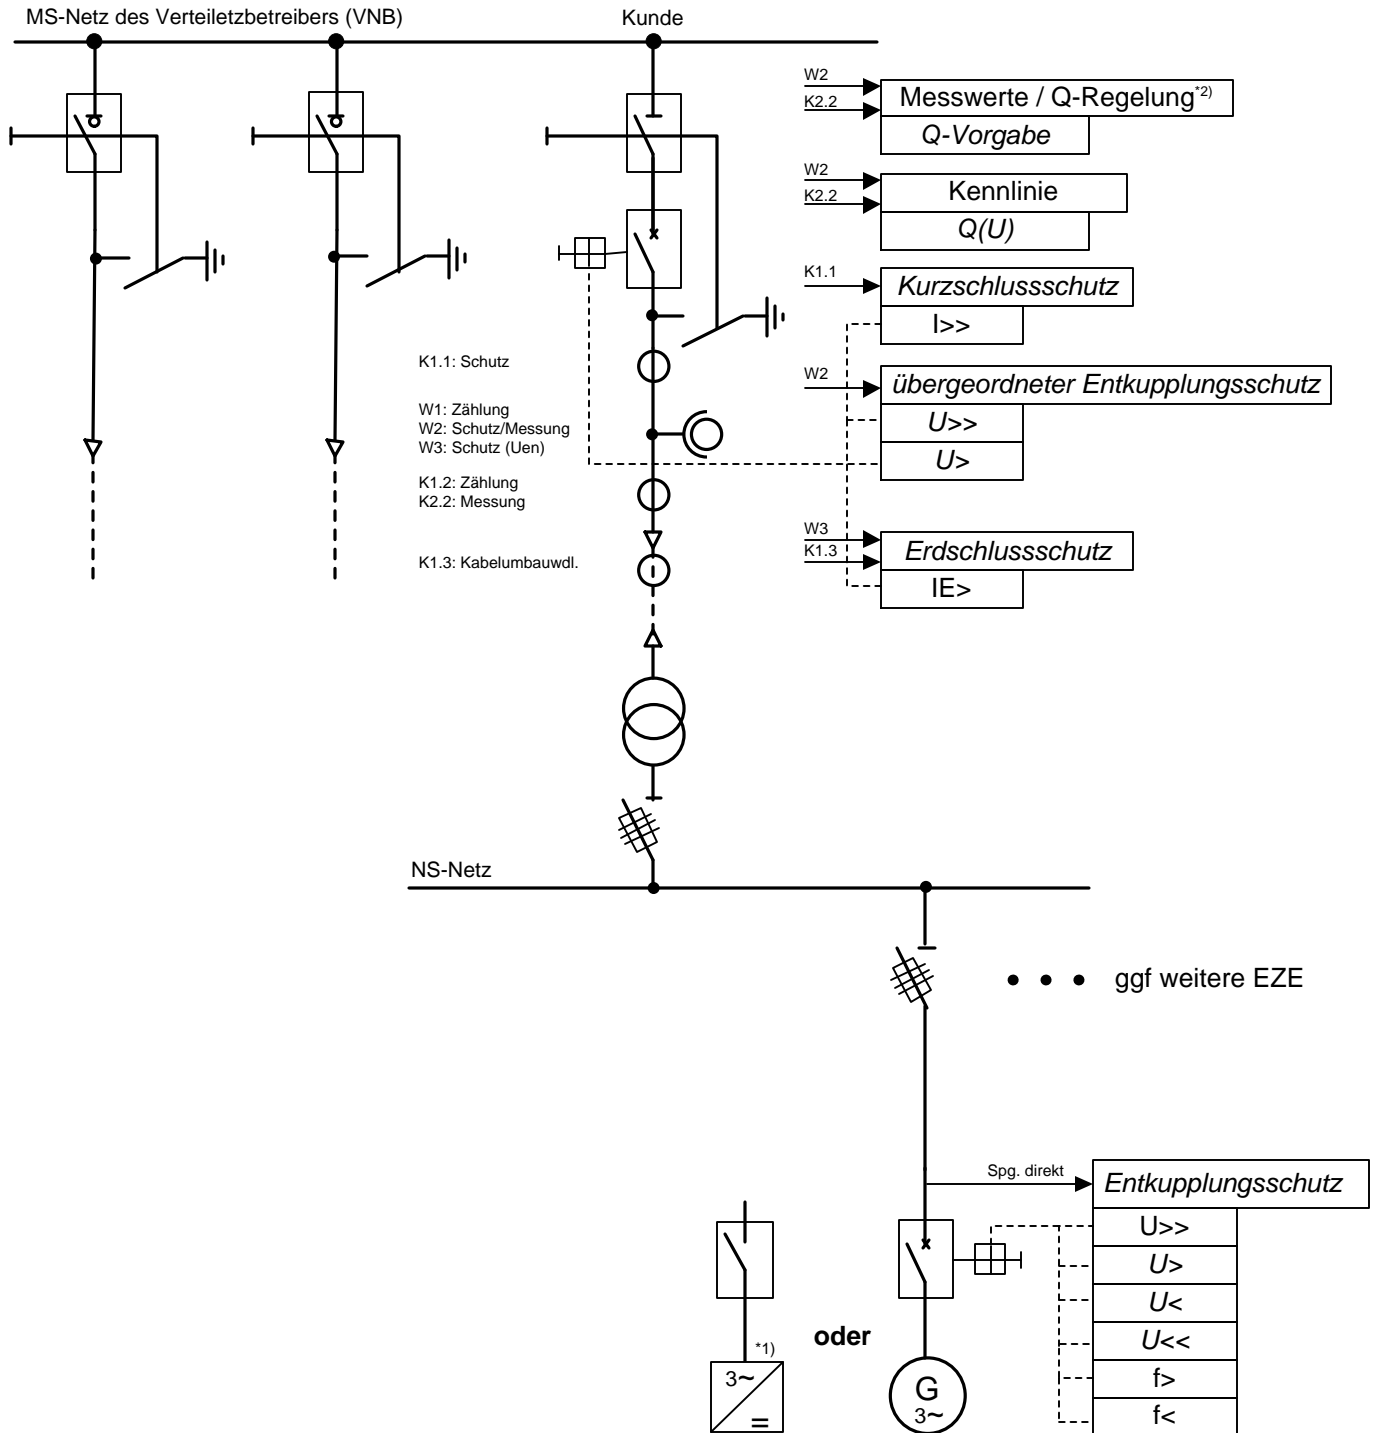 MS-Netz des Verteiletzbetreibers (VNB)
Kunde
W2
K2.2
Messwerte / Q-Regelung*2)
Q-Vorgabe
W2
K2.2
Kennlinie
Q(U)
K1.1
Kurzschlussschutz
I>>
K1.1: Schutz
W2
übergeordneter Entkupplungsschutz
U>>
U>
W1: Zählung
W2: Schutz/Messung
W3: Schutz (Uen)
K1.2: Zählung
K2.2: Messung
W3
K1.3
Erdschlussschutz
IE>
K1.3: Kabelumbauwdl.
NS-Netz
• • • ggf weitere EZE
Spg. direkt
Entkupplungsschutz
U>>
U>
U<
U<<
f>
f<
*1)
3~
=
oder
G
3~